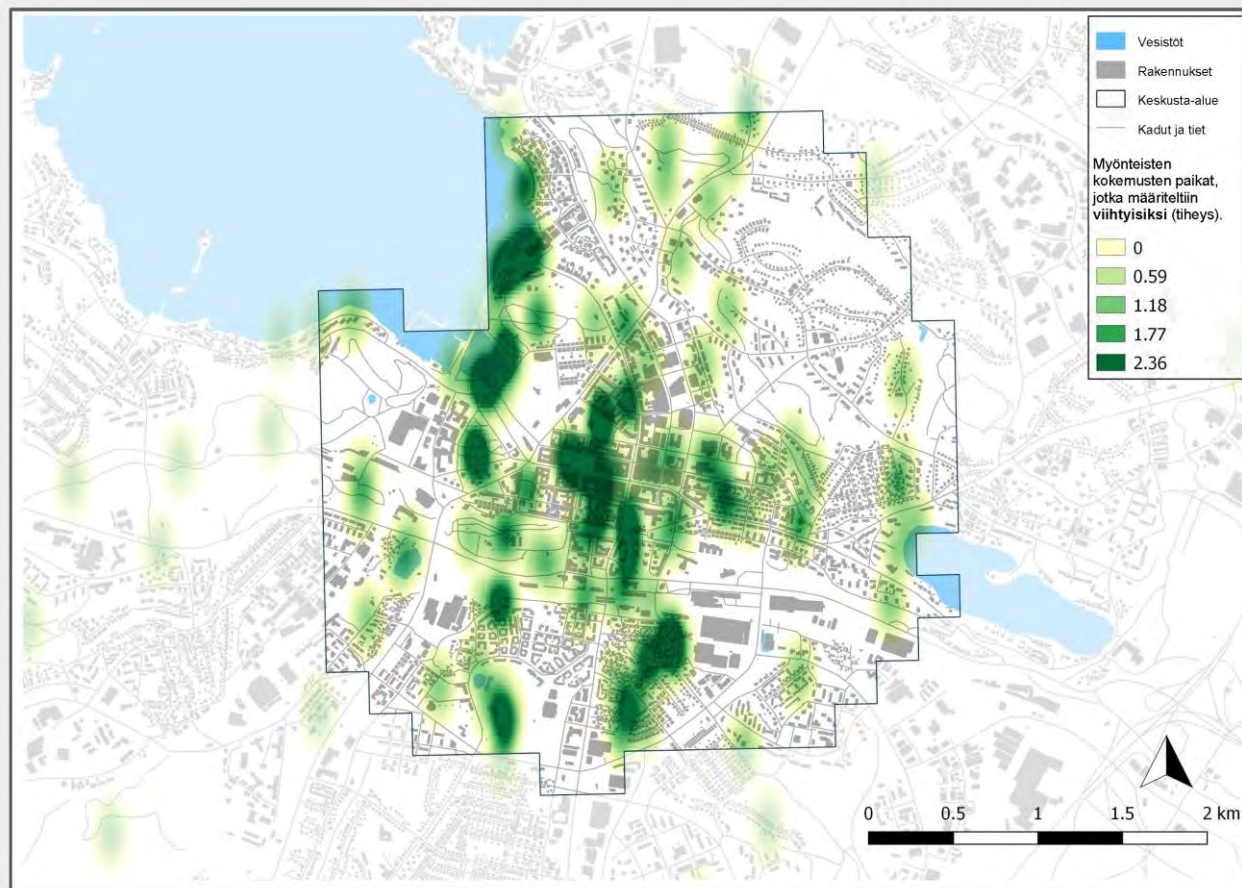 Vesistöt
Rakennukset
Keskusta-alue
Kadut ja tiet
Myönteisten
kokemusten paikat,
jotka määriteltiin
viihtyisiksi (tiheys).
0
0.59
1.18
1.77
2.36
0 0.5 1 1.5 2 km